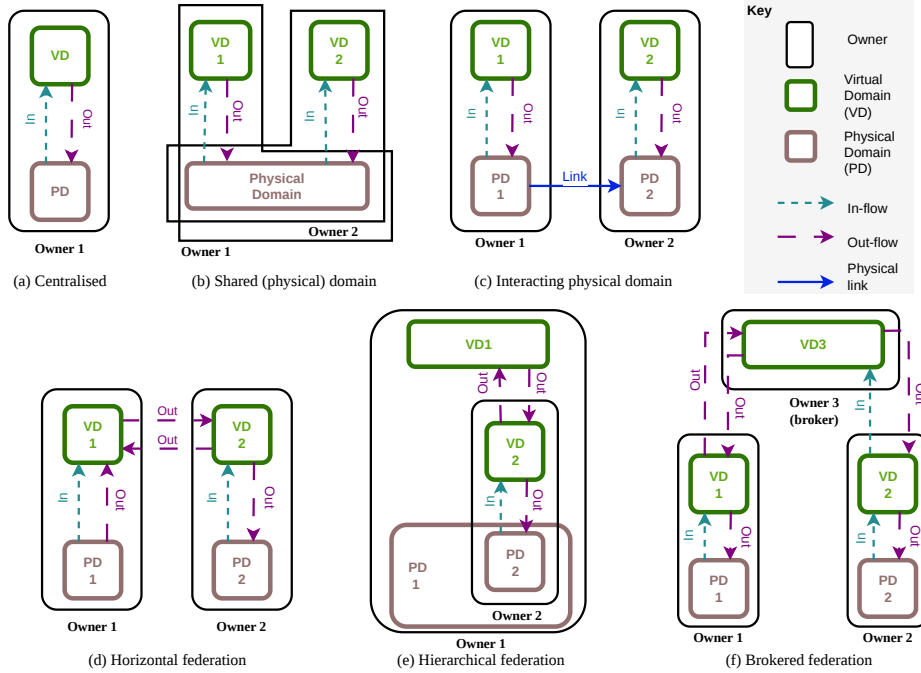 VD
In
Out
PD
Owner 1
(a) Centralised
VD
1
VD
2
In
Out
In
Out
Physical
Domain
Owner 2
Owner 1
(b) Shared (physical) domain
VD
1
VD
2
In
Out
In
Out
PD
1
Link
PD
2
Owner 1
Owner 2
(c) Interacting physical domain
Key
Owner
Virtual
Domain
(VD)
Physical
Domain
(PD)
In-flow
Out-flow
Physical
link
VD
1
Out
Out
VD
2
In
Out
In
Out
PD
1
PD
2
Owner 1
Owner 2
(d) Horizontal federation
VD1
Out
Out
VD
2
In
Out
PD
1
PD
2
Owner 2
Owner 1
(e) Hierarchical federation
VD3
Out
Out
In
Out
Owner 3
(broker)
VD
1
VD
2
In
Out
In
Out
PD
1
PD
2
Owner 1
Owner 2
(f) Brokered federation